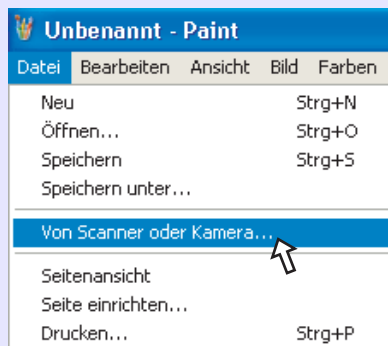 Unbenannt - Paint
Datei Bearbeiten Ansicht Bild Farben
Neu Strg+N
Öffnen... Strg+O
Speichern Strg+S
Speichern unter...
Von Scanner oder Kamera...
Seitenansicht
Seite einrichten...
Drucken... Strg+P